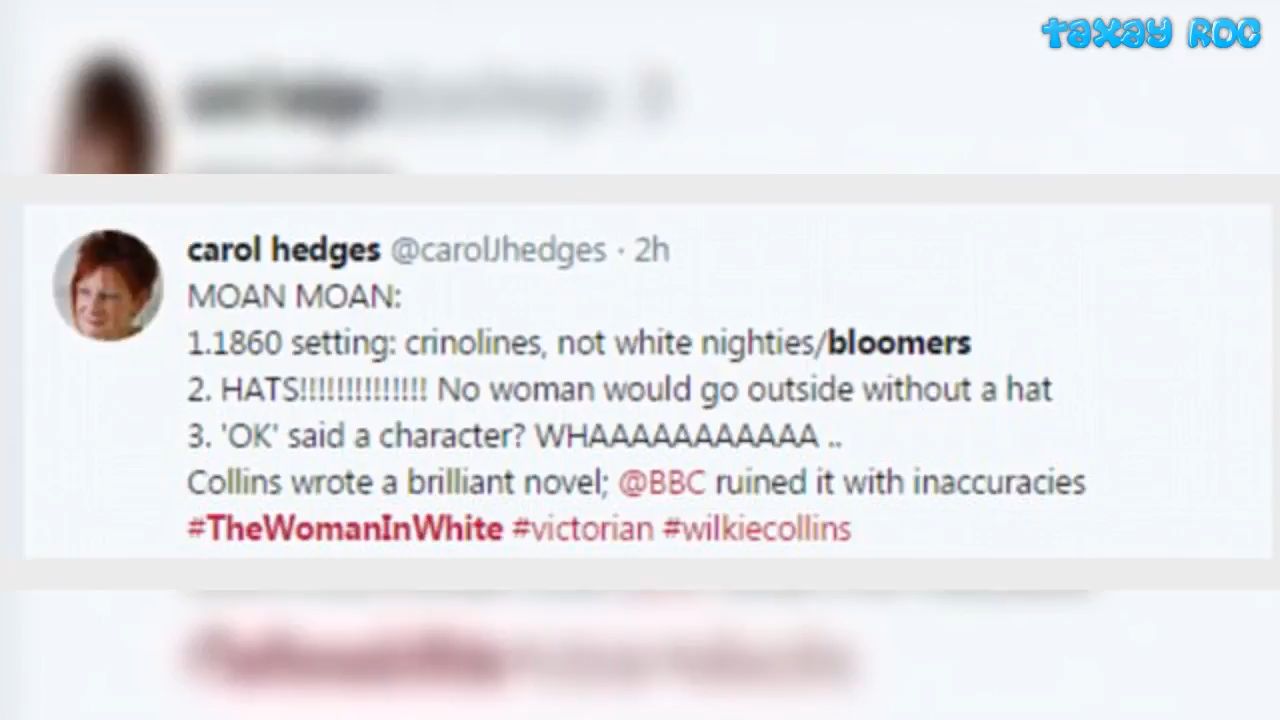 TAXAY ROC
carol hedges @carolJhedges · 2h
MOAN MOAN:
1.1860 setting: crinolines, not white nighties/bloomers
2. HATS!!!!!!!!!!!!!! No woman would go outside without a hat
3. 'OK' said a character? WHAAAAAAAAAAA ..
Collins wrote a brilliant novel; @BBC ruined it with inaccuracies
#TheWomanInWhite #victorian #wilkiecollins